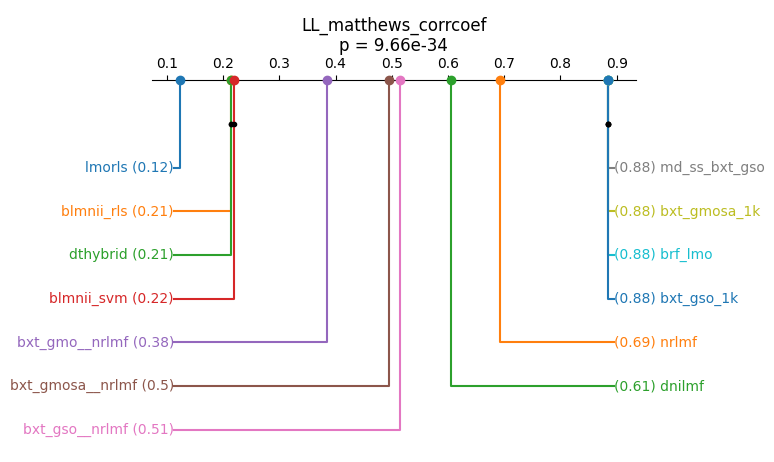 LL_matthews_corrcoef
p = 9.66e-34
0.1 0.2 0.3 0.4 0.5 0.6 0.7 0.8 0.9
lmorls (0.12) (0.88) md_ss_bxt_gso
blmnii_rls (0.21) (0.88) bxt_gmosa_1k
dthybrid (0.21) (0.88) brf_lmo
blmnii_svm (0.22) (0.88) bxt_gso_1k
bxt_gmo__nrlmf (0.38) (0.69) nrlmf
bxt_gmosa__nrlmf (0.5) (0.61) dnilmf
bxt_gso__nrlmf (0.51)